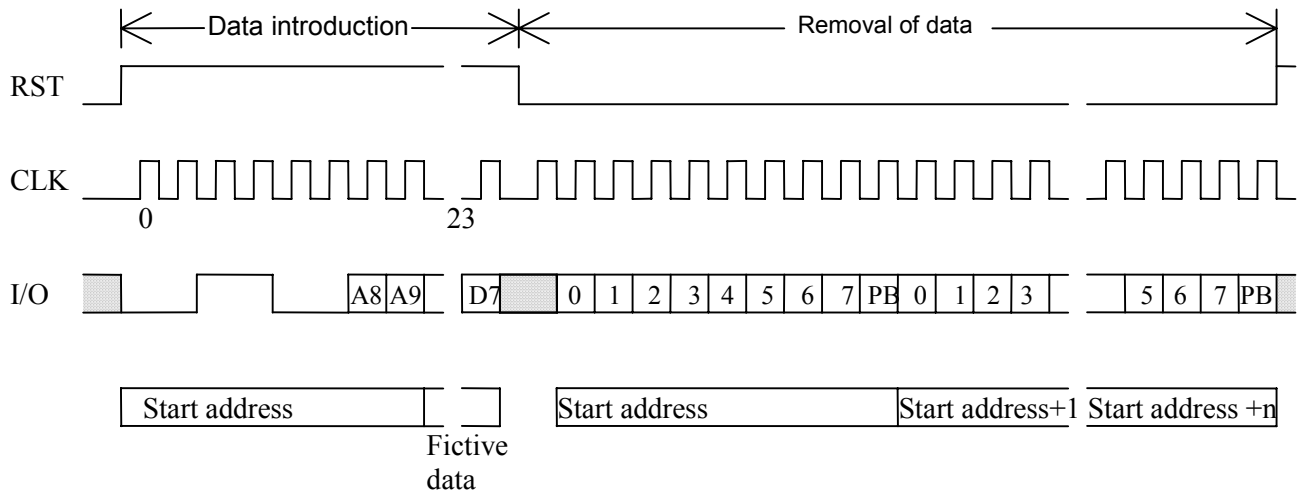 Data introduction Removal of data
RST
CLK
0 23
I/O A8 A9 D7 0 1 2 3 4 5 6 7 PB 0 1 2 3 5 6 7 PB
Start address Start address Start address+1 Start address +n
Fictive
data